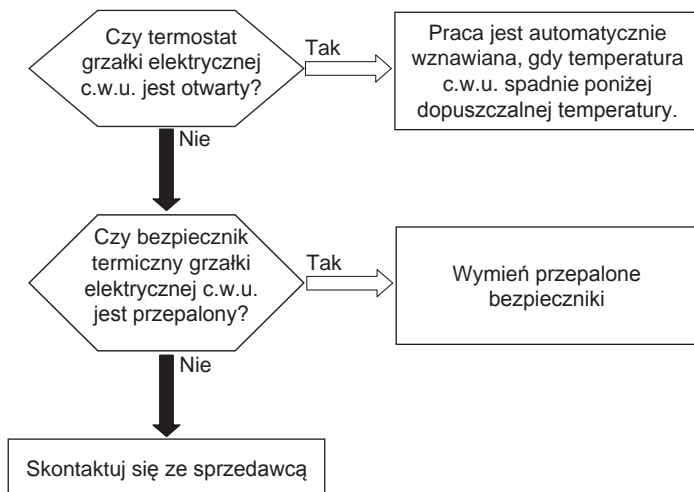 Czy termostat
grzałki elektrycznej
c.w.u. jest otwarty?
Tak
Praca jest automatycznie
wznawiana, gdy temperatura
c.w.u. spadnie poniżej
dopuszczalnej temperatury.
Nie
Czy bezpiecznik
termiczny grzałki
elektrycznej c.w.u.
jest przepalony?
Tak
Wymień przepalone
bezpieczniki
Nie
Skontaktuj się ze sprzedawcą